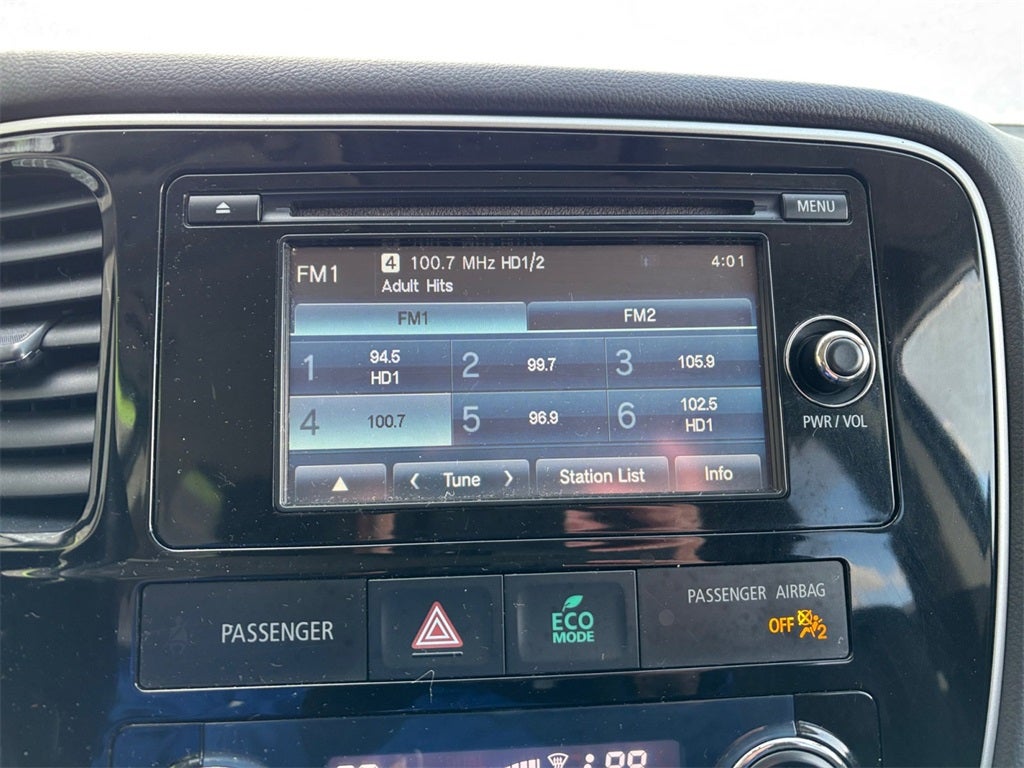 MENU
FM1 4 100.7 MHz HD1/2 4:01
Adult Hits
FM1 FM2
1 94.5 HD1 2 99.7 3 105.9
4 100.7 5 96.9 6 102.5 HD1
Tune Station List Info
PWR / VOL
PASSENGER ECO MODE PASSENGER AIRBAG
OFF 2